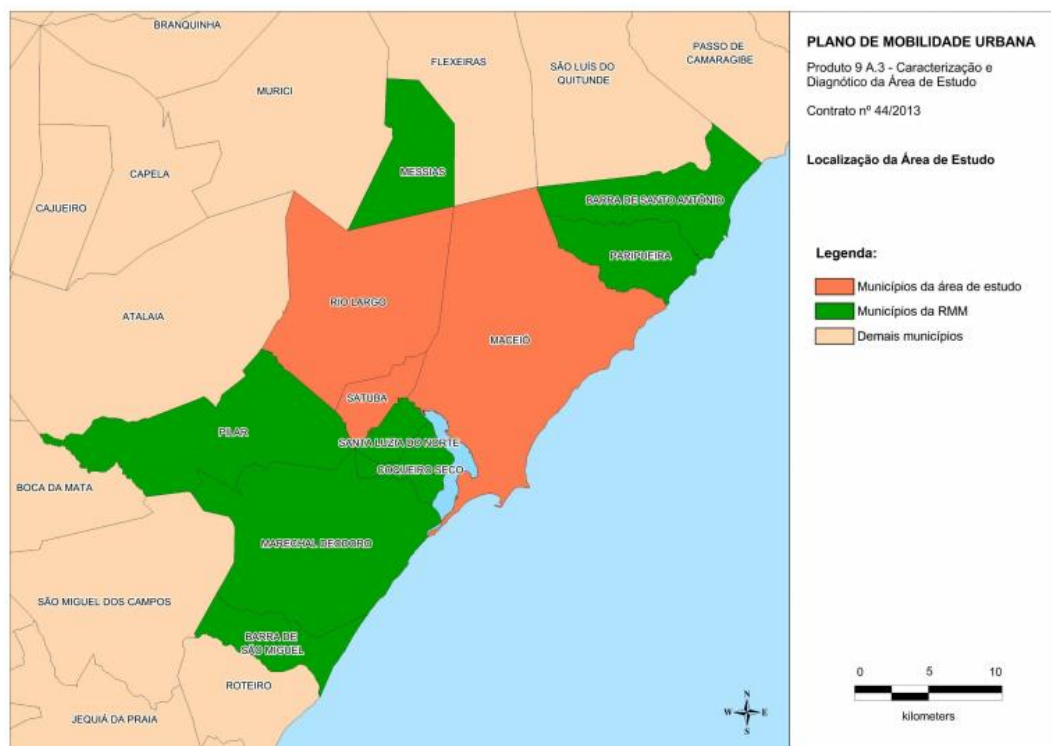 BRANQUINHA
PASSO DE
CAMARAGIBE
FLEXEIRAS
SÃO LUÍS DO
QUITUNDE
MURICI
CAPELA
MESSIAS
CAJUEIRO
BARRA DE SANTO ANTÔNIO
PARIPUEIRA
RIO LARGO
ATALAIA
MACEIÓ
SATUBA
PILAR
SANTA LUZIA DO NORTE
COQUEIRO SECO
BOCA DA MATA
MARECHAL DEODORO
SÃO MIGUEL DOS CAMPOS
BARRA DE
SÃO MIGUEL
ROTEIRO
JEQUIÁ DA PRAIA
N
W E
S
PLANO DE MOBILIDADE URBANA
Produto 9 A.3 - Caracterização e
Diagnótico da Área de Estudo
Contrato nº 44/2013
Localização da Área de Estudo
Legenda:
Municípios da área de estudo
Municípios da RMM
Demais municípios
0 5 10
kilometers